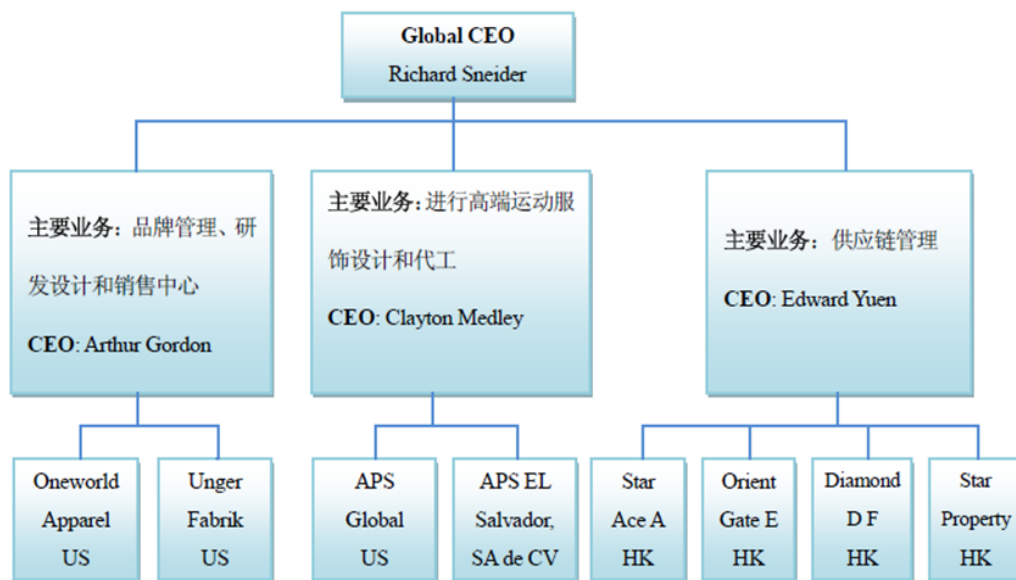 Global CEO
Richard Sneider
主要业务：品牌管理、研
发设计和销售中心
CEO: Arthur Gordon
主要业务：进行高端运动服
饰设计和代工
CEO: Clayton Medley
主要业务：供应链管理
CEO: Edward Yuen
Oneworld
Apparel
US
Unger
Fabrik
US
APS
Global
US
APS EL
Salvador,
SA de CV
Star
Ace A
HK
Orient
Gate E
HK
Diamond
D F
HK
Star
Property
HK